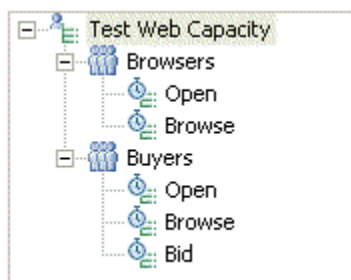 Test Web Capacity
Browsers
Open
Browse
Buyers
Open
Browse
Bid